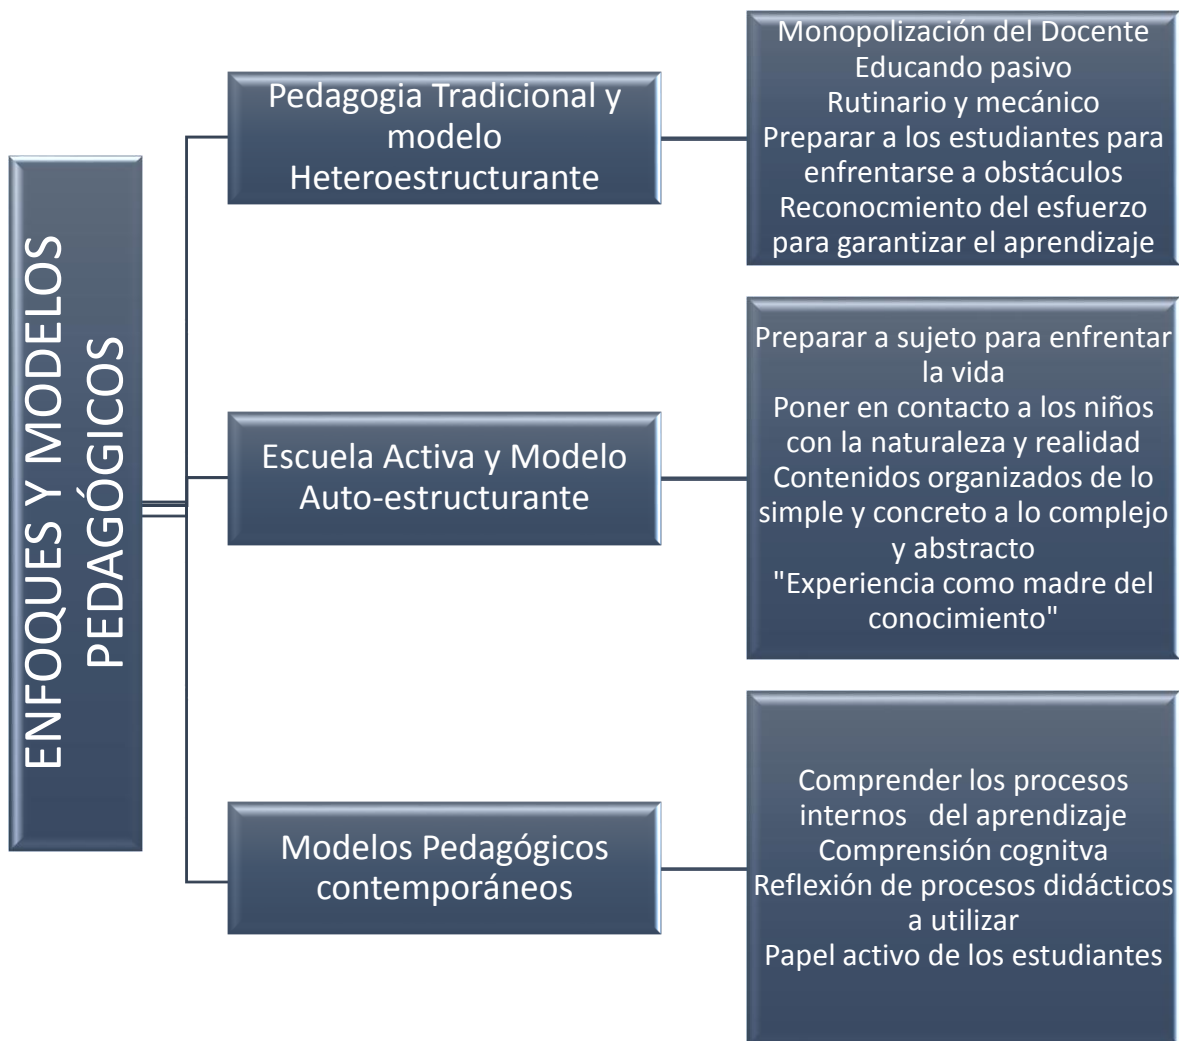 ENFOQUES Y MODELOS
PEDAGÓGICOS
Pedagogia Tradicional y
modelo
Heteroestructurante
Monopolización del Docente
Educando pasivo
Rutinario y mecánico
Preparar a los estudiantes para
enfrentarse a obstáculos
Reconocmiento del esfuerzo
para garantizar el aprendizaje
Escuela Activa y Modelo
Auto-estructurante
Preparar a sujeto para enfrentar
la vida
Poner en contacto a los niños
con la naturaleza y realidad
Contenidos organizados de lo
simple y concreto a lo complejo
y abstracto
"Experiencia como madre del
conocimiento"
Modelos Pedagógicos
contemporáneos
Comprender los procesos
internos   del aprendizaje
Comprensión cognitva
Reflexión de procesos didácticos
a utilizar
Papel activo de los estudiantes